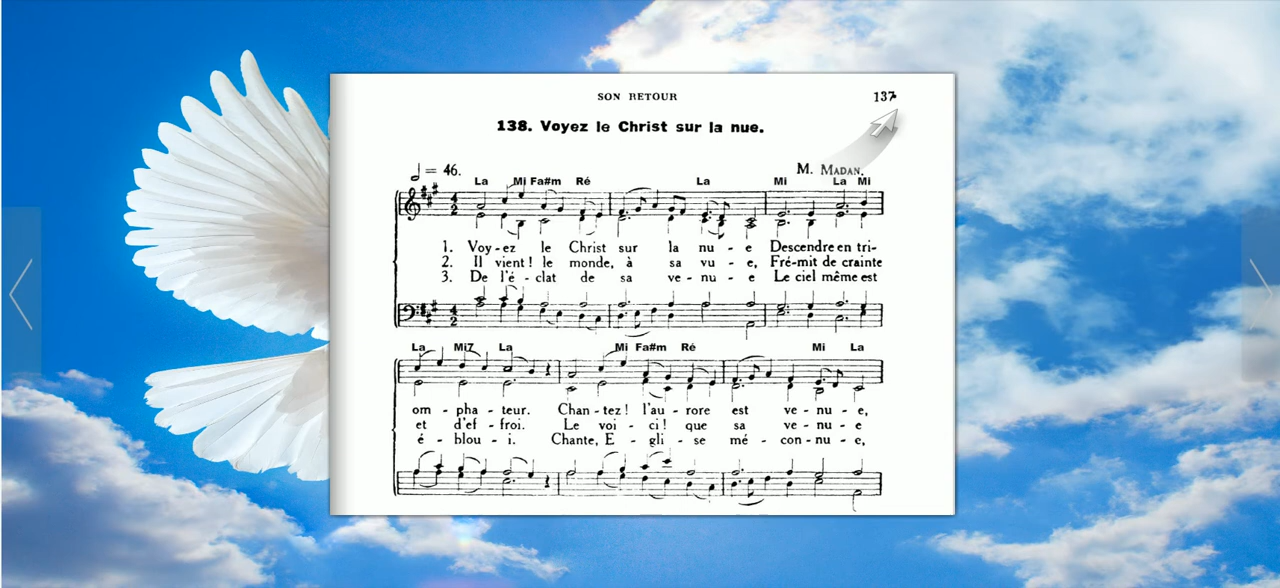 SON RETOUR 137
138. Voyez le Christ sur la nue.
= 46. M. MADAN.
La Mi Fa#m Ré La Mi La Mi
4 2
1. Voy - ez le Christ sur la nu - e Descendre en tri-
2. Il vient! le monde, à sa vu - e, Fré-mit de crainte
3. De l'é - clat de sa ve - nu - e Le ciel même est
4 2
La Mi7 La Mi Fa#m Ré Mi La
om - pha - teur. Chan - tez! l'au - rore est ve - nu - e,
et d'ef - froi. Le voi - ci! que sa ve - nu - e
é - blou - i. Chante, E - gli - se mé - con - nu - e,